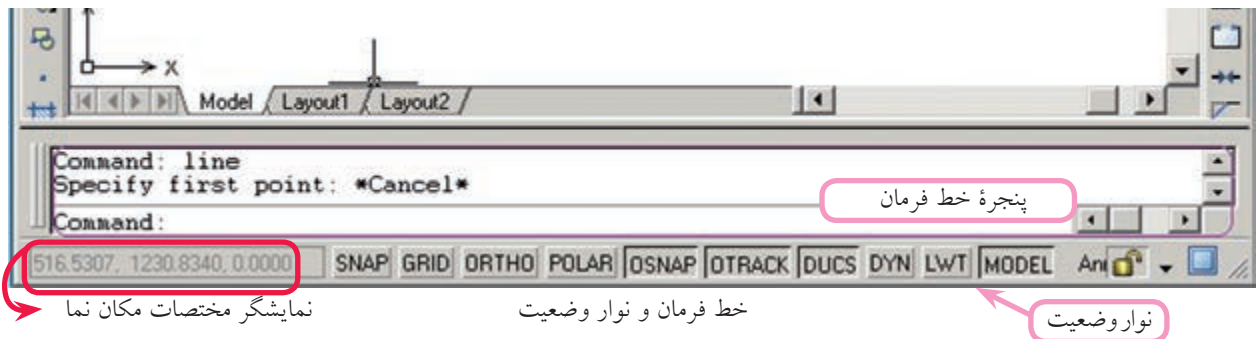 X
Model Layout1 Layout2
Command: line
Specify first point: *Cancel*
پنجرهٔ خط فرمان
Command:
516.5307, 1230.8340, 0.0000 SNAP GRID ORTHO POLAR OSNAP OTRACK DUCS DYN LWT MODEL
نمایشگر مختصات مکان نما
خط فرمان و نوار وضعیت
نوار وضعیت